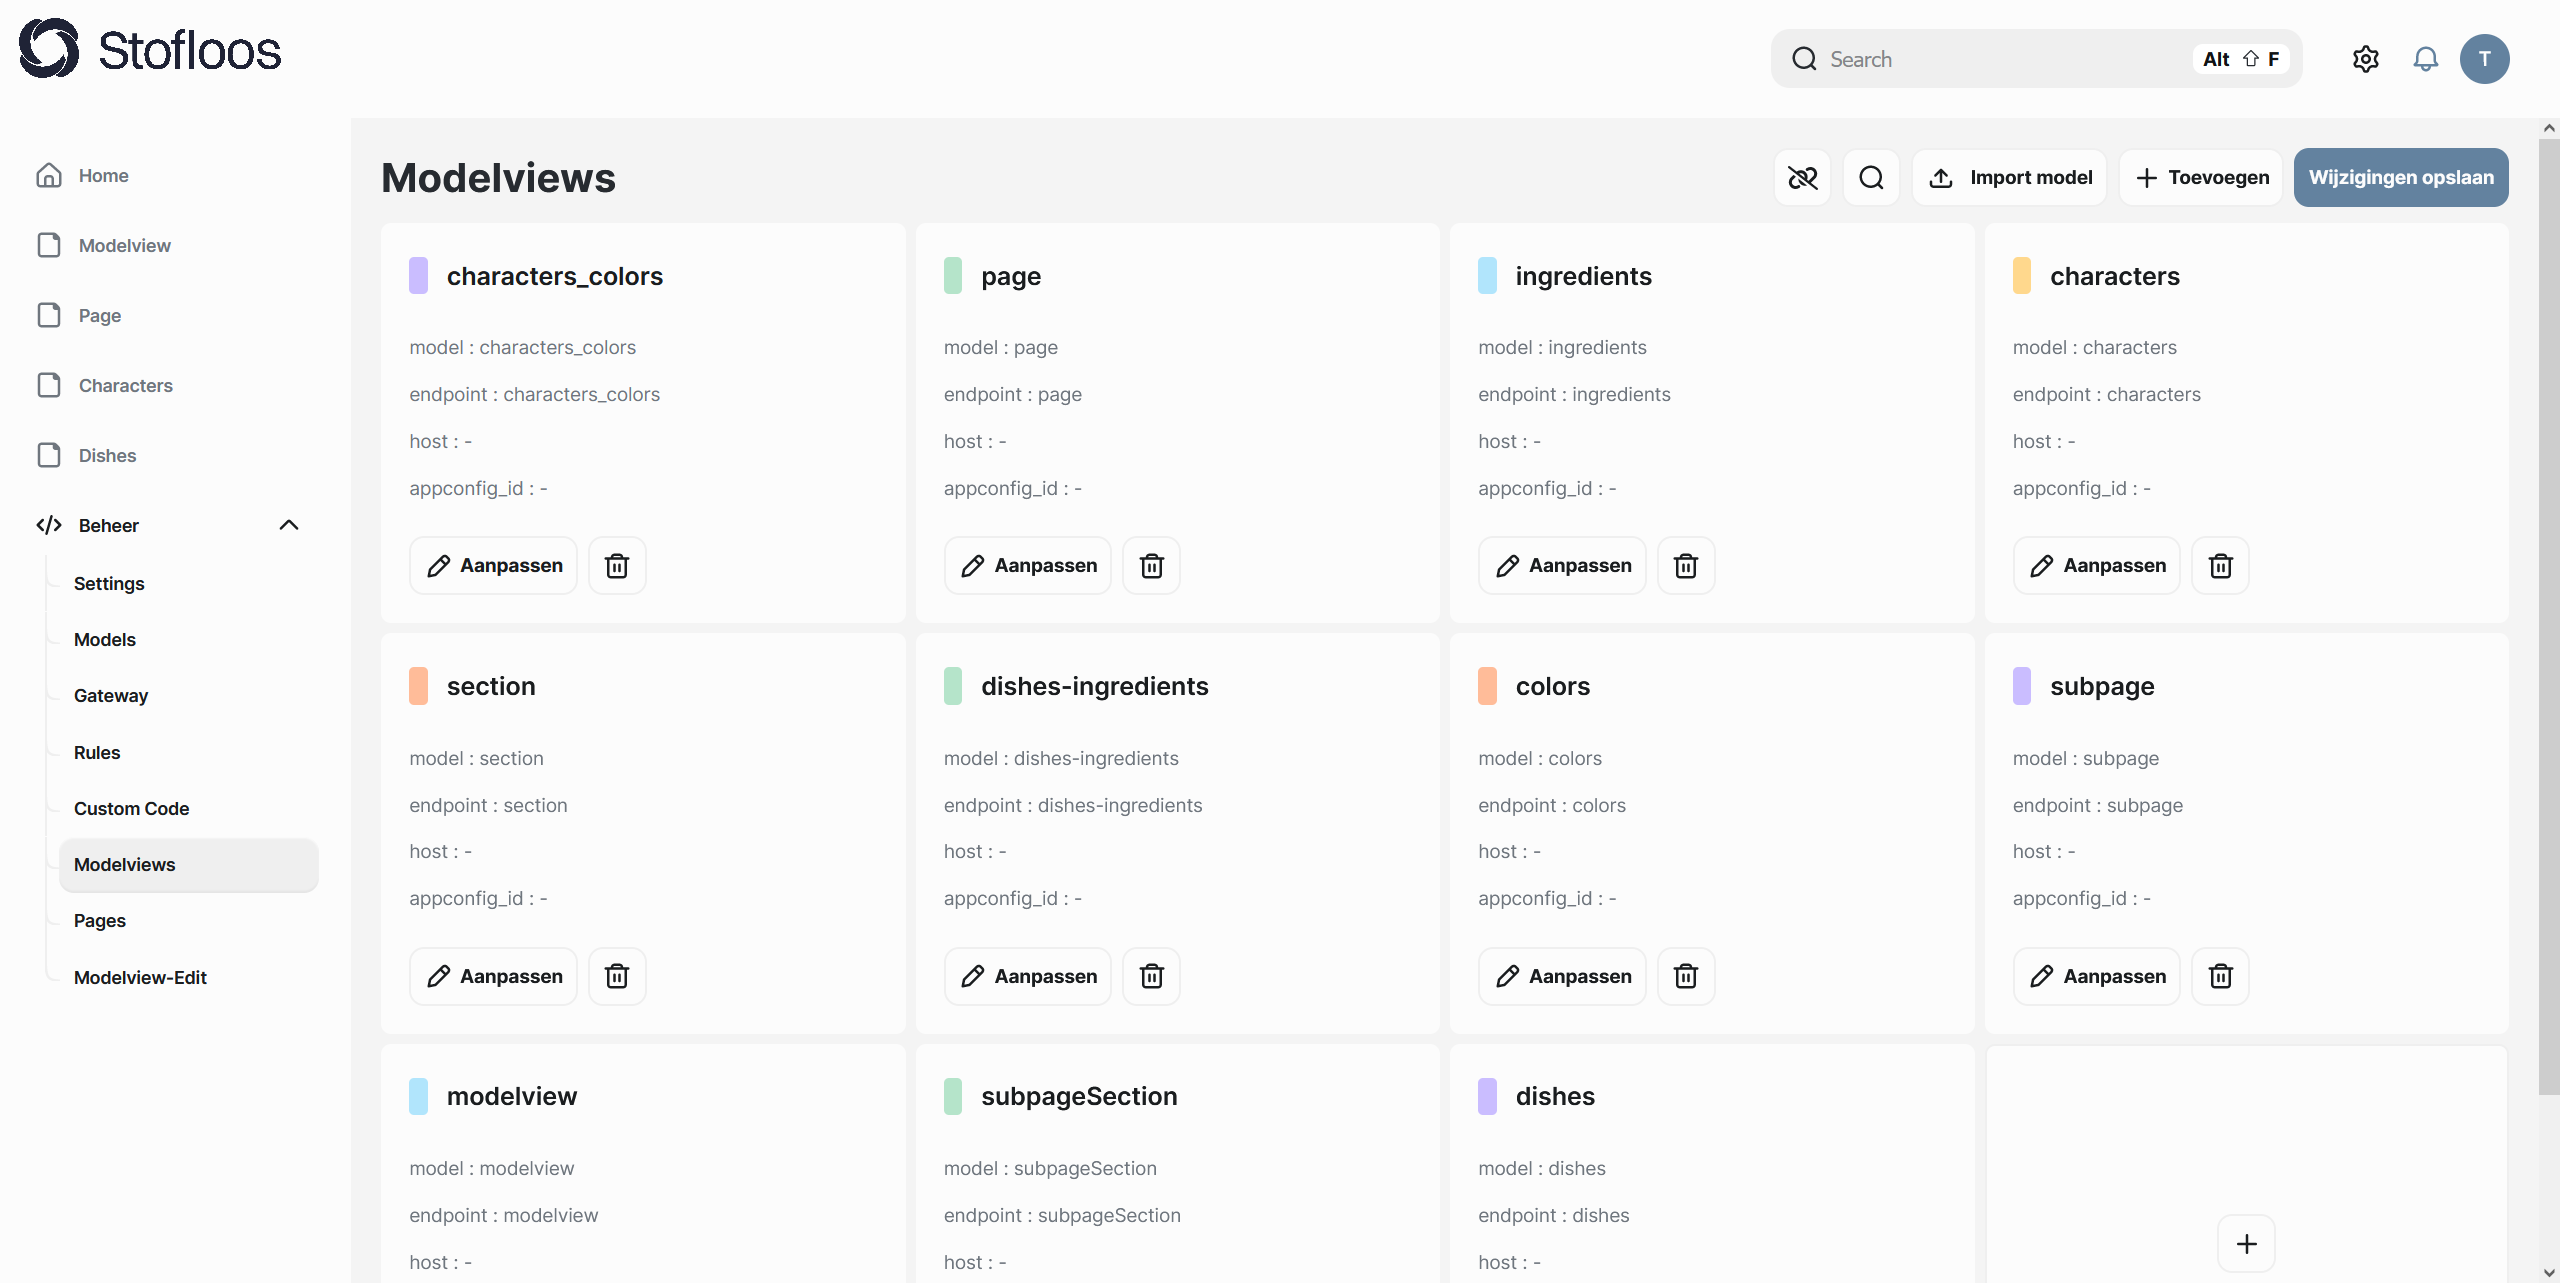 Stofloos
Search
Alt ⇧ F
T
Home
Modelview
Page
Characters
Dishes
Beheer
Settings
Models
Gateway
Rules
Custom Code
Modelviews
Pages
Modelview-Edit
Modelviews
Import model
Toevoegen
Wijzigingen opslaan
characters_colors
model : characters_colors
endpoint : characters_colors
host : -
appconfig_id : -
Aanpassen
page
model : page
endpoint : page
host : -
appconfig_id : -
Aanpassen
ingredients
model : ingredients
endpoint : ingredients
host : -
appconfig_id : -
Aanpassen
characters
model : characters
endpoint : characters
host : -
appconfig_id : -
Aanpassen
section
model : section
endpoint : section
host : -
appconfig_id : -
Aanpassen
dishes-ingredients
model : dishes-ingredients
endpoint : dishes-ingredients
host : -
appconfig_id : -
Aanpassen
colors
model : colors
endpoint : colors
host : -
appconfig_id : -
Aanpassen
subpage
model : subpage
endpoint : subpage
host : -
appconfig_id : -
Aanpassen
modelview
model : modelview
endpoint : modelview
host : -
subpageSection
model : subpageSection
endpoint : subpageSection
host : -
dishes
model : dishes
endpoint : dishes
host : -